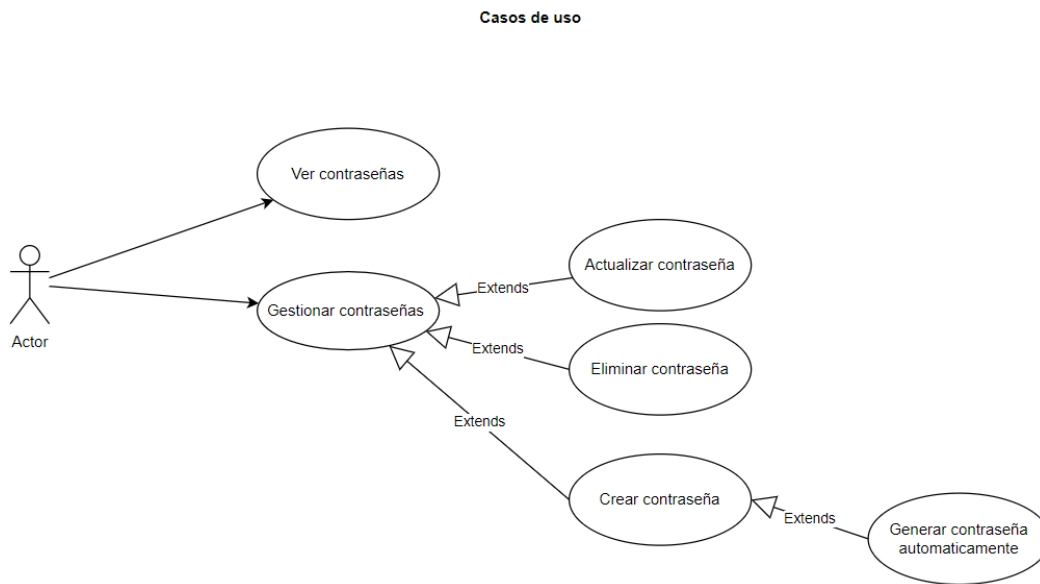 Casos de uso
Ver contraseñas
Actualizar contraseña
Extends
Gestionar contraseñas
Actor
Extends
Eliminar contraseña
Extends
Crear contraseña
Extends
Generar contraseña
automaticamente